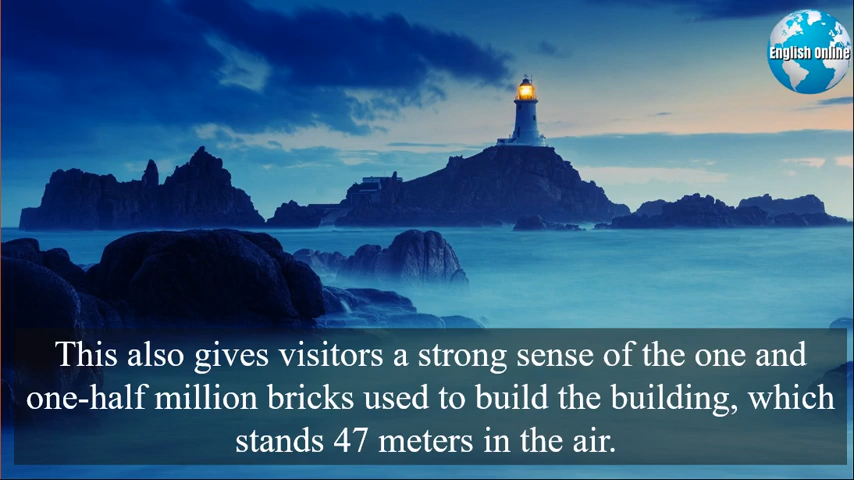 English Online
This also gives visitors a strong sense of the one and
one-half million bricks used to build the building, which
stands 47 meters in the air.